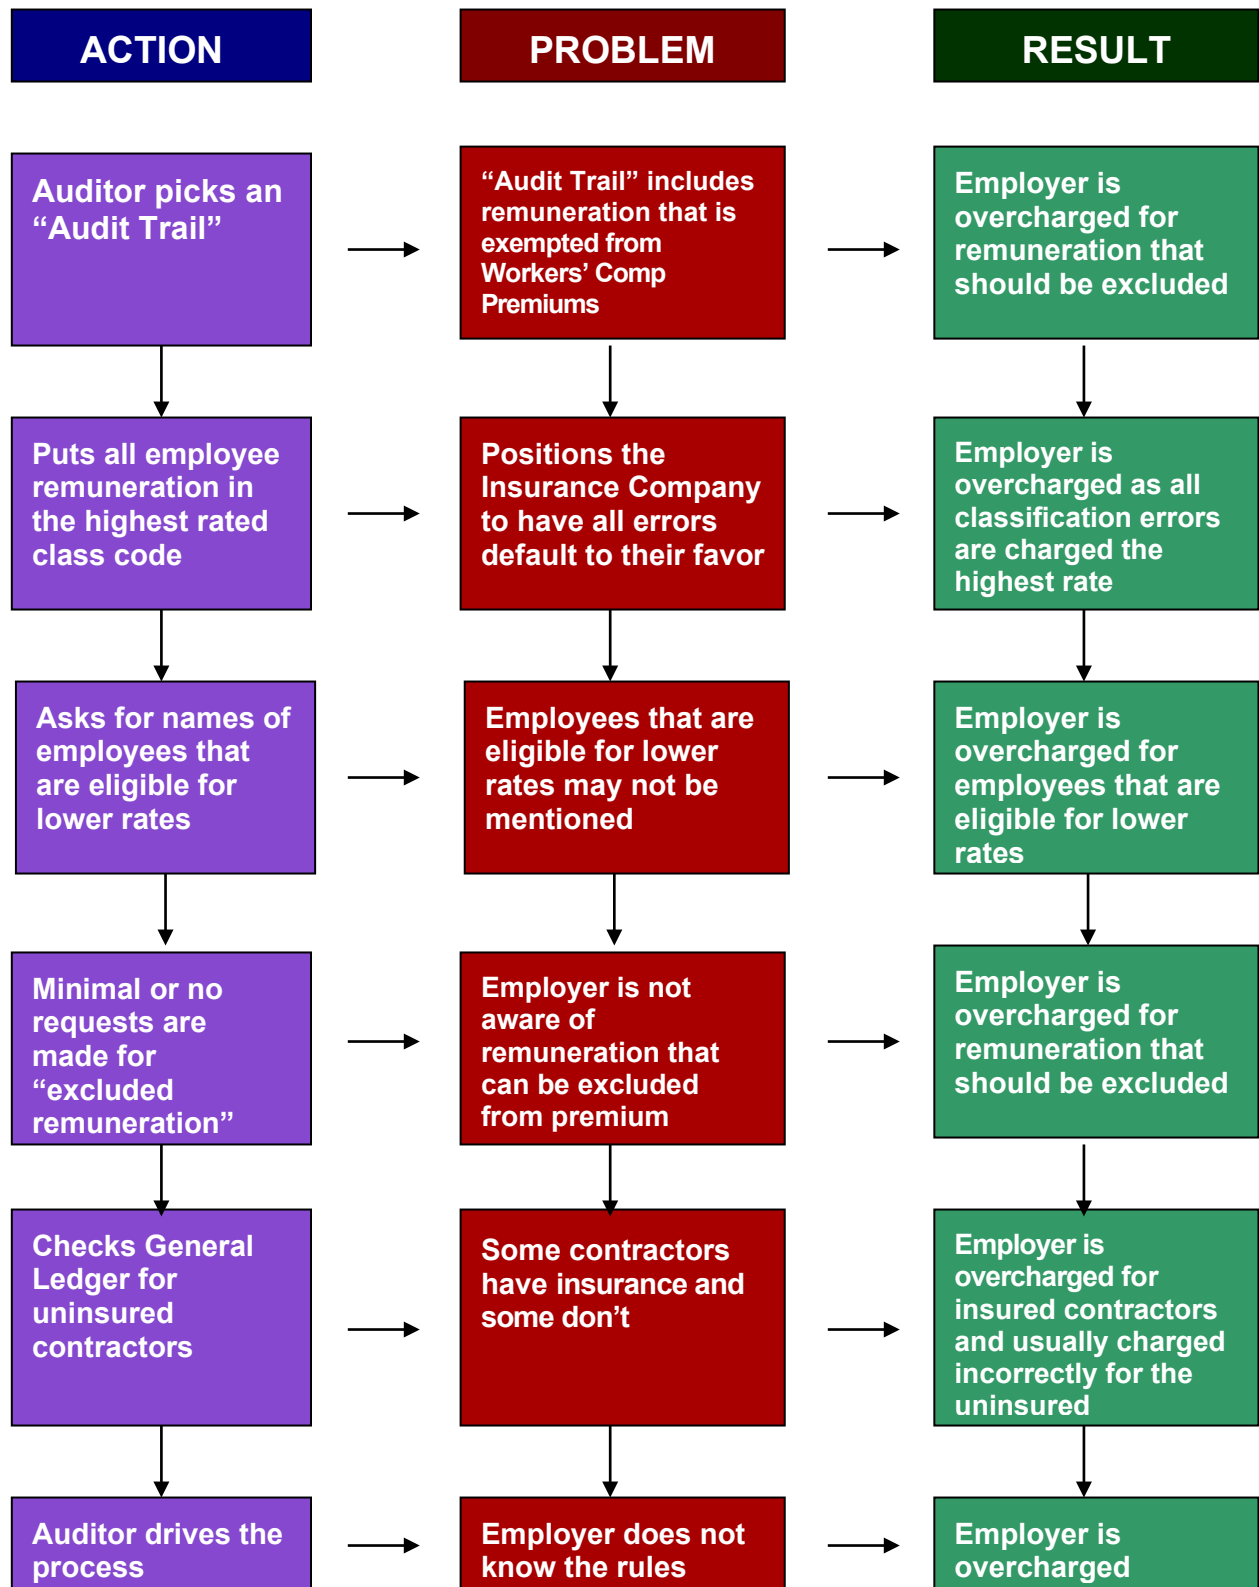 ACTION
PROBLEM
RESULT
Auditor picks an
“Audit Trail”
“Audit Trail” includes
remuneration that is
exempted from
Workers’ Comp
Premiums
Employer is
overcharged for
remuneration that
should be excluded
Puts all employee
remuneration in
the highest rated
class code
Positions the
Insurance Company
to have all errors
default to their favor
Employer is
overcharged as all
classification errors
are charged the
highest rate
Asks for names of
employees that
are eligible for
lower rates
Employees that are
eligible for lower
rates may not be
mentioned
Employer is
overcharged for
employees that are
eligible for lower
rates
Minimal or no
requests are
made for
“excluded
remuneration”
Employer is not
aware of
remuneration that
can be excluded
from premium
Employer is
overcharged for
remuneration that
should be excluded
Checks General
Ledger for
uninsured
contractors
Some contractors
have insurance and
some don’t
Employer is
overcharged for
insured contractors
and usually charged
incorrectly for the
uninsured
Auditor drives the
process
Employer does not
know the rules
Employer is
overcharged